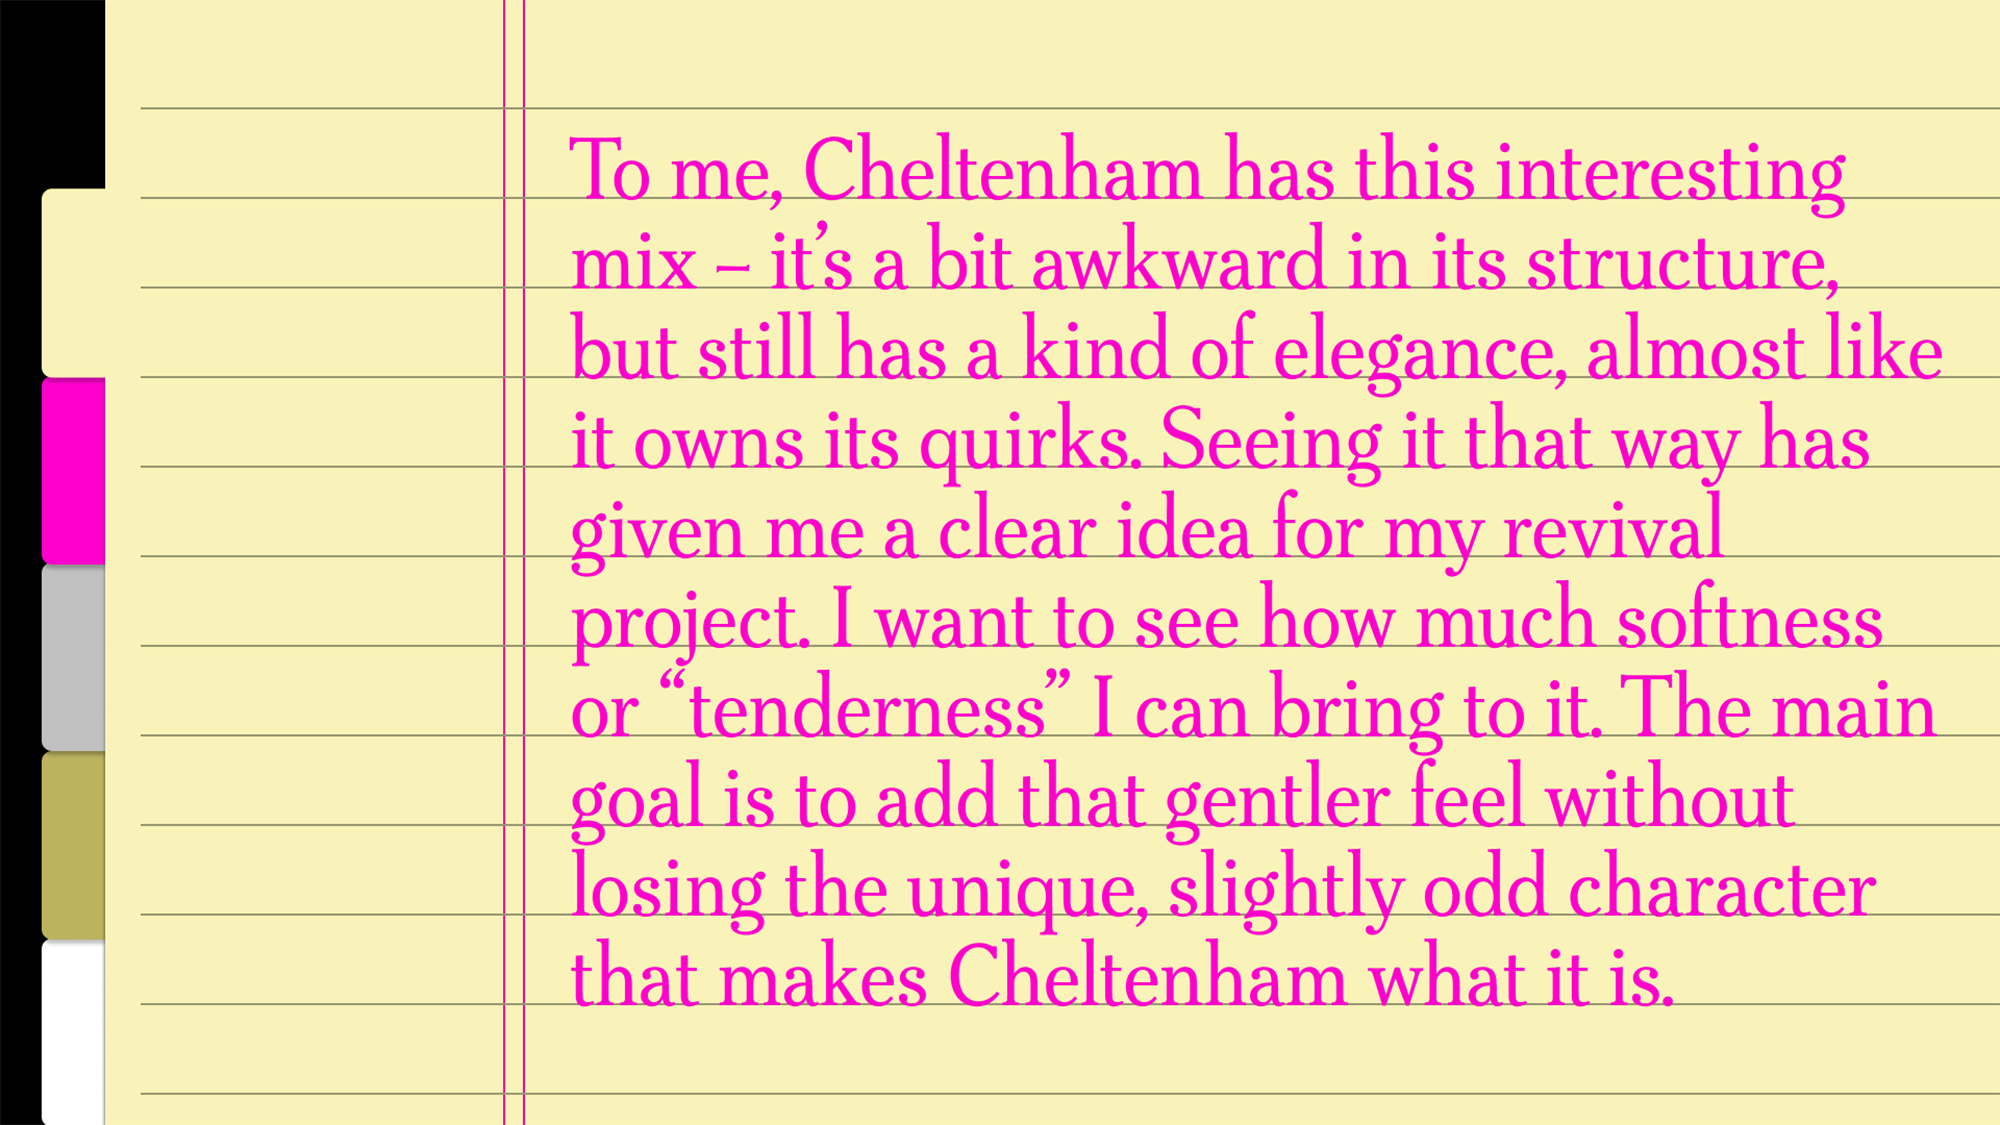 To me, Cheltenham has this interesting
mix – it’s a bit awkward in its structure,
but still has a kind of elegance, almost like
it owns its quirks. Seeing it that way has
given me a clear idea for my revival
project. I want to see how much softness
or “tenderness” I can bring to it. The main
goal is to add that gentler feel without
losing the unique, slightly odd character
that makes Cheltenham what it is.